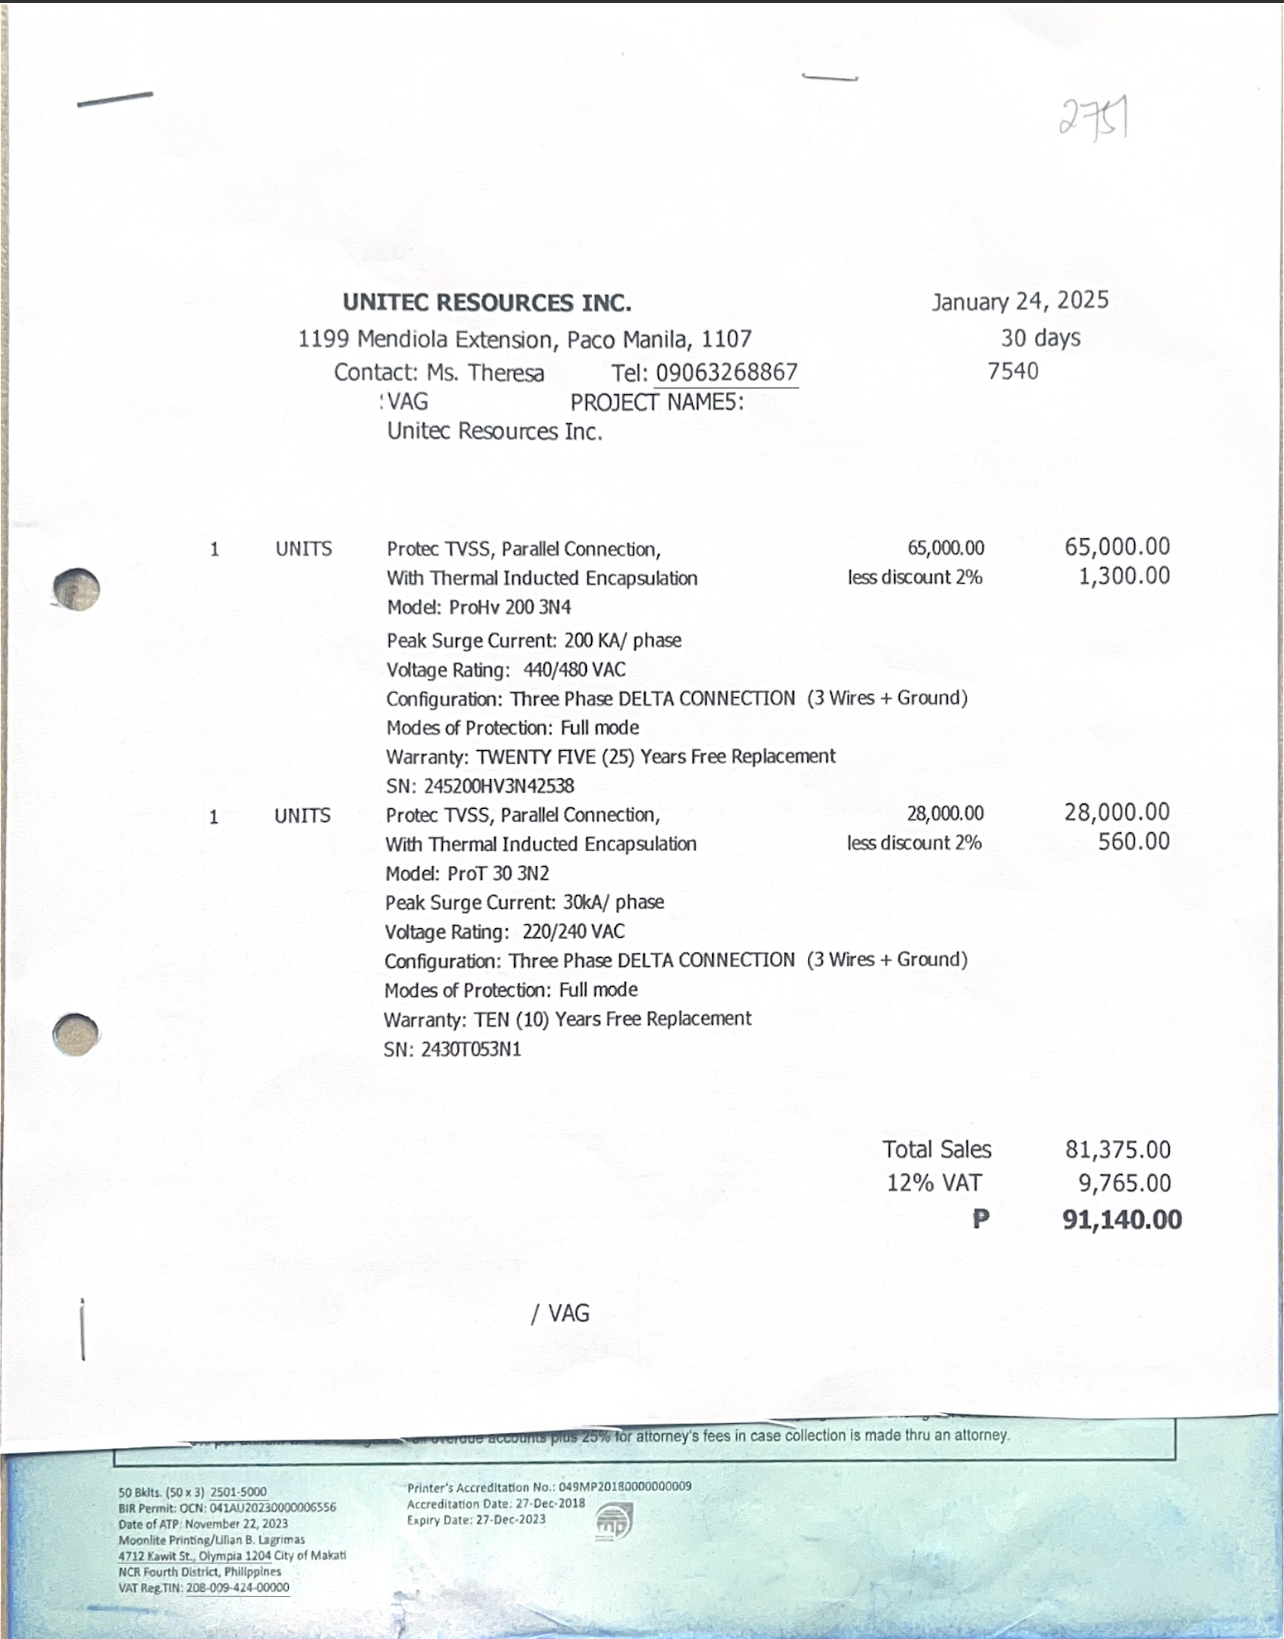 2751
UNITEC RESOURCES INC. January 24, 2025
1199 Mendiola Extension, Paco Manila, 1107 30 days
Contact: Ms. Theresa Tel: 09063268867 7540
:VAG PROJECT NAME5:
Unitec Resources Inc.
1 UNITS Protec TVSS, Parallel Connection, 65,000.00 65,000.00
With Thermal Inducted Encapsulation less discount 2% 1,300.00
Model: ProHv 200 3N4
Peak Surge Current: 200 KA/ phase
Voltage Rating: 440/480 VAC
Configuration: Three Phase DELTA CONNECTION (3 Wires + Ground)
Modes of Protection: Full mode
Warranty: TWENTY FIVE (25) Years Free Replacement
SN: 245200HV3N42538
1 UNITS Protec TVSS, Parallel Connection, 28,000.00 28,000.00
With Thermal Inducted Encapsulation less discount 2% 560.00
Model: ProT 30 3N2
Peak Surge Current: 30kA/ phase
Voltage Rating: 220/240 VAC
Configuration: Three Phase DELTA CONNECTION (3 Wires + Ground)
Modes of Protection: Full mode
Warranty: TEN (10) Years Free Replacement
SN: 2430T053N1
Total Sales 81,375.00
12% VAT 9,765.00
₱ 91,140.00
/ VAG
overdue accounts plus 25% for attorney's fees in case collection is made thru an attorney.
50 Bklts. (50 x 3) 2501-5000
BIR Permit: OCN: 041AU20230000006556
Date of ATP: November 22, 2023
Moonlite Printing/Lilian B. Lagrimas
4712 Kawit St., Olympia 1204 City of Makati
NCR Fourth District, Philippines
VAT Reg.TIN: 208-009-424-00000
Printer's Accreditation No.: 049MP20180000000009
Accreditation Date: 27-Dec-2018
Expiry Date: 27-Dec-2023